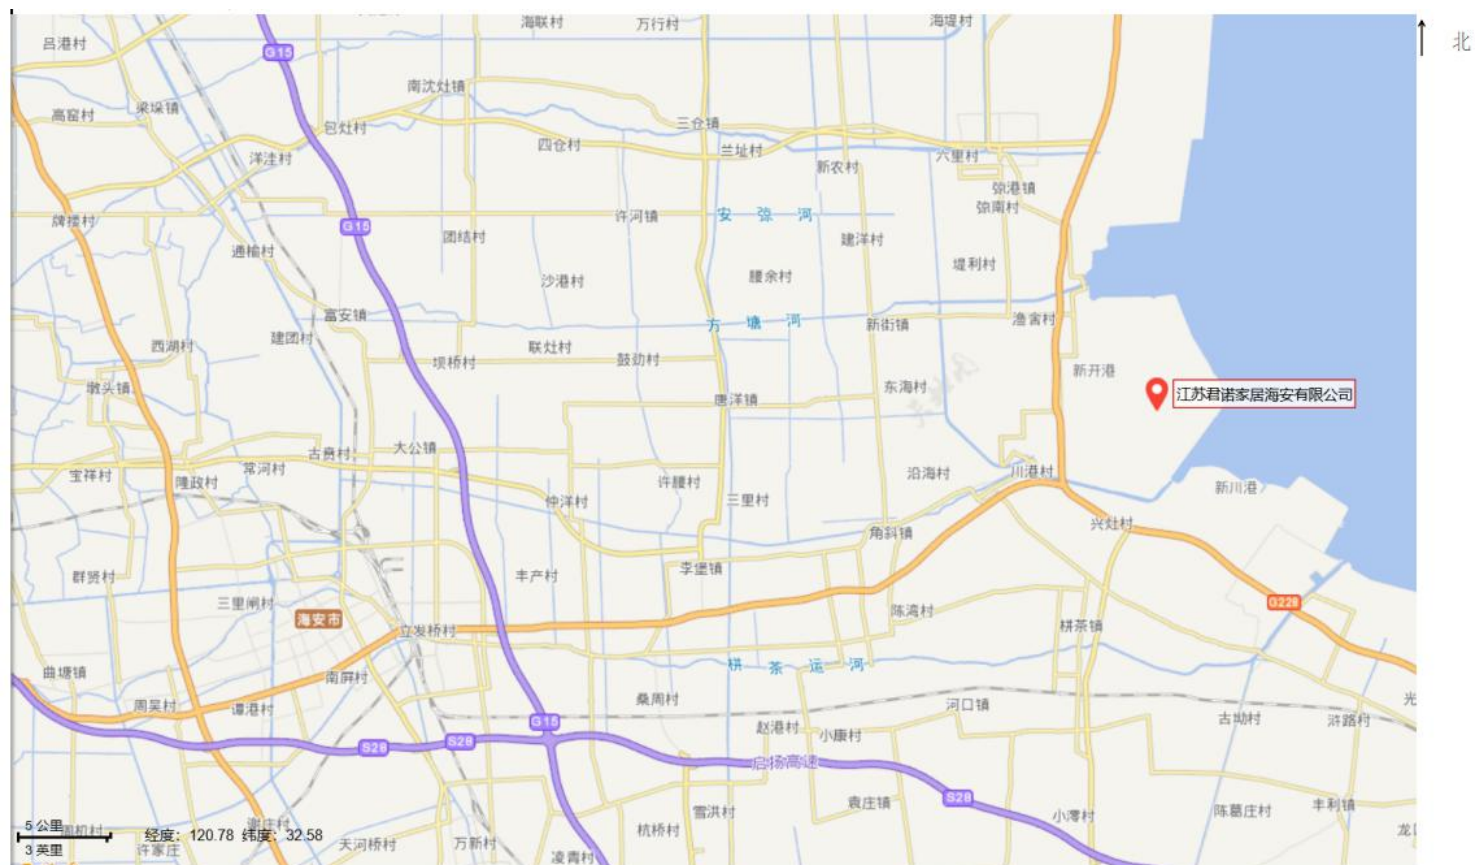 北
海联村
万行村
海堤村
吕港村
G15
南沈灶镇
高窑村
梁垛镇
包灶村
三仓镇
四仓村
兰址村
洋洼村
新农村
六里村
弶港镇
弶南村
牌楼村
许河镇
安 弶 河
G15
团结村
建洋村
通榆村
堤利村
沙港村
腰余村
富安镇
方 塘 河
新街镇
渔舍村
建团村
西湖村
联灶村
鼓劲村
坝桥村
新开港
墩头镇
东海村
江苏君诺家居海安有限公司
唐洋镇
大公镇
古贲村
常河村
宝祥村
隆政村
沿海村
川港村
许腰村
新川港
仲洋村
三里村
兴灶村
角斜镇
李堡镇
丰产村
群贤村
三里闸村
G228
海安市
陈湾村
栟茶镇
立发桥村
栟 茶 运 河
曲塘镇
南屏村
桑周村
周吴村
谭港村
河口镇
光
古坳村
浒路村
G15
赵港村
小康村
S28
S28
启扬高速
S28
袁庄镇
雪洪村
小漷村
陈葛庄村
丰利镇
5 公里
经度：120.78 纬度：32.58
杭桥村
3 英里
许家庄
天河桥村
万新村
凌青村